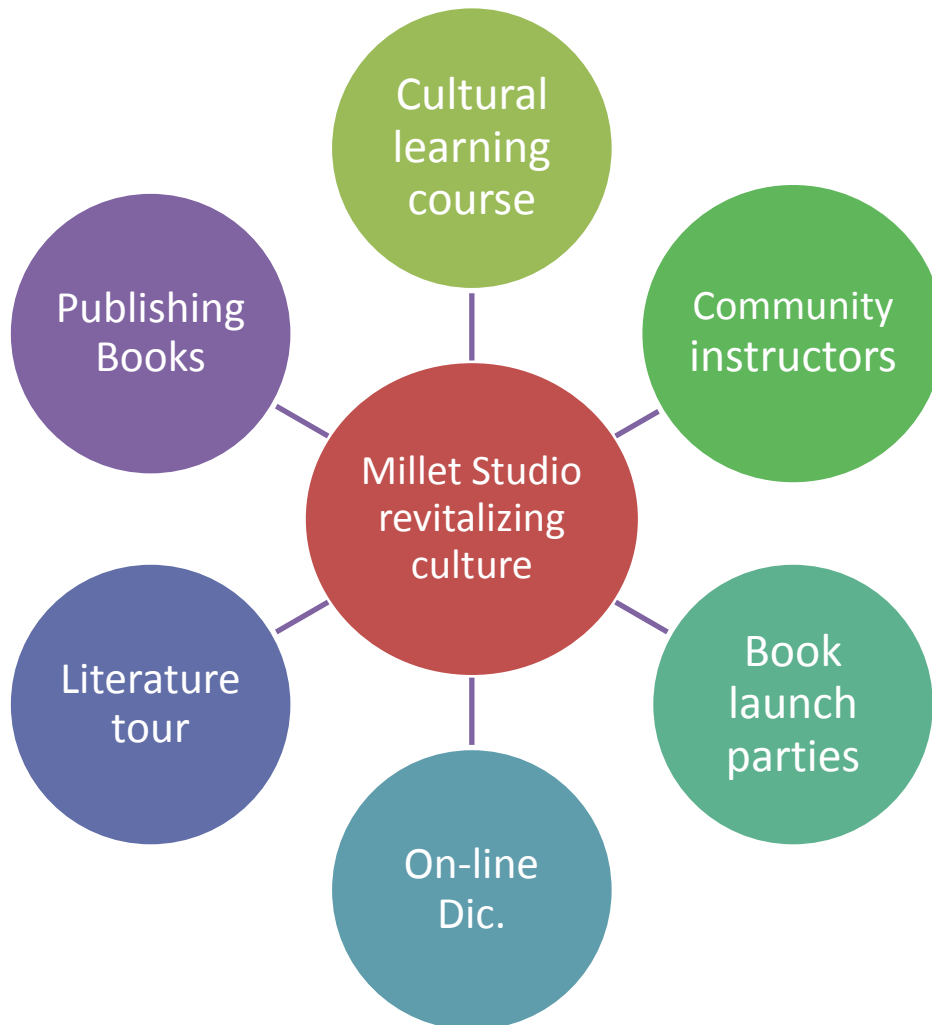 Cultural
learning
course
Community
instructors
Book
launch
parties
On-line
Dic.
Literature
tour
Publishing
Books
Millet Studio
revitalizing
culture